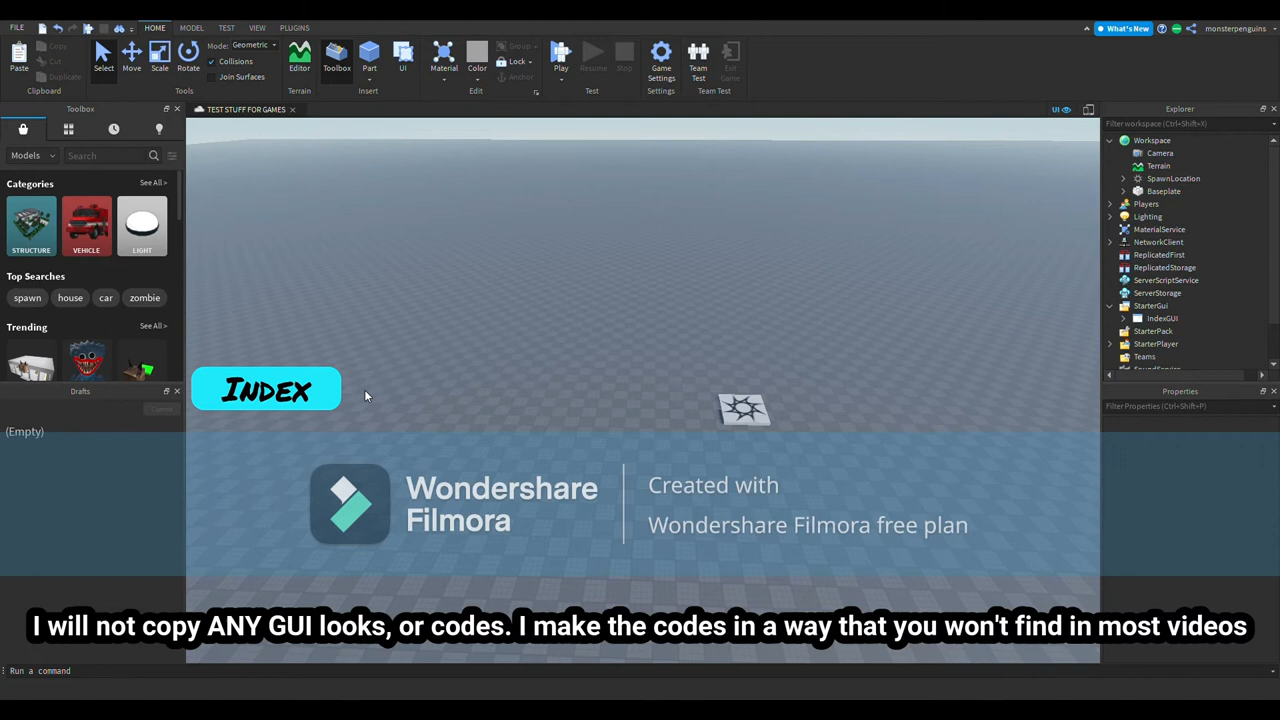 FILE HOME MODEL TEST VIEW PLUGINS What's New monsterpenguins
Paste Copy Cut Duplicate Select Move Scale Rotate Mode: Geometric Collisions Join Surfaces Editor Toolbox Part UI Material Color Group Lock Anchor Play Resume Stop Game Settings Team Test Exit Game
Clipboard Tools Terrain Insert Edit Test Settings Team Test
Toolbox TEST STUFF FOR GAMES UI Explorer
Filter workspace (Ctrl+Shift+X)
Models Search
Categories See All >
STRUCTURE VEHICLE LIGHT
Top Searches
spawn house car zombie
Trending See All >
Drafts
(Empty)
Workspace
Camera
Terrain
SpawnLocation
Baseplate
Players
Lighting
MaterialService
NetworkClient
ReplicatedFirst
ReplicatedStorage
ServerScriptService
ServerStorage
StarterGui
IndexGUI
StarterPack
StarterPlayer
Teams
Properties
Filter Properties (Ctrl+Shift+P)
INDEX
Wondershare
Filmora
Created with
Wondershare Filmora free plan
I will not copy ANY GUI looks, or codes. I make the codes in a way that you won't find in most videos
Run a command